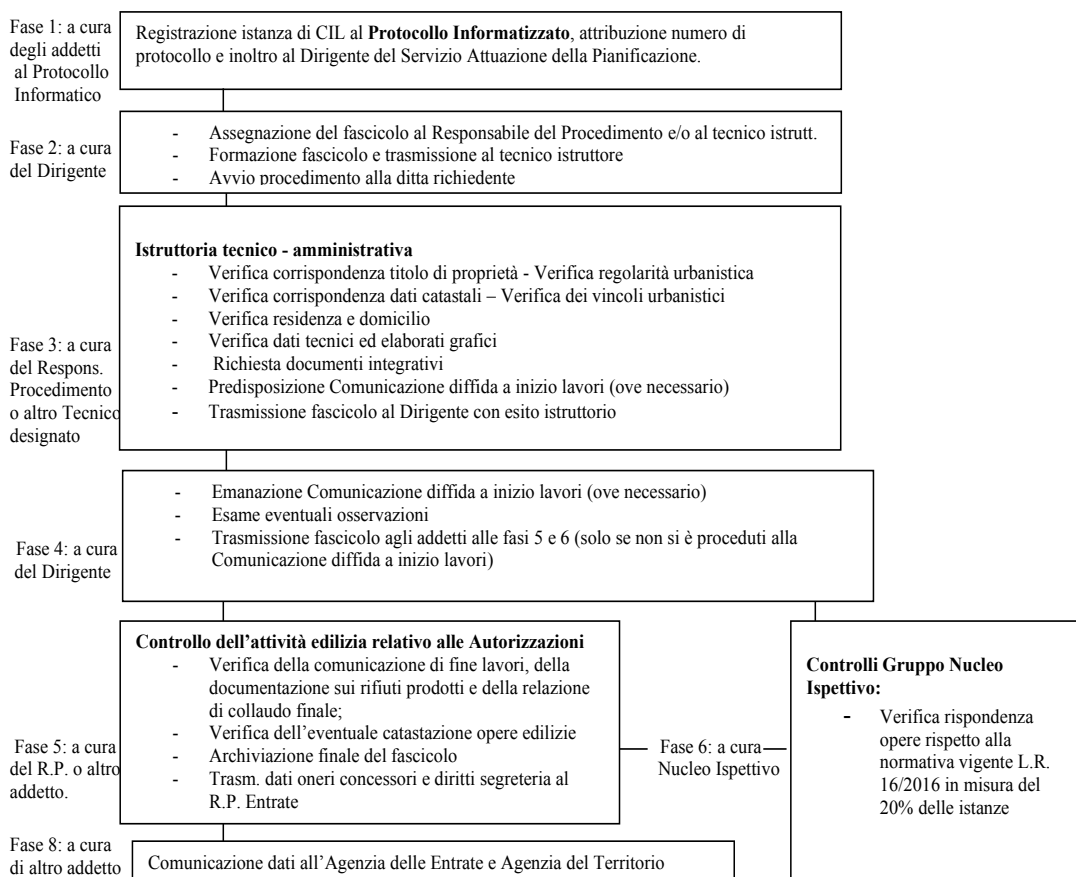 Fase 1: a cura
degli addetti
al Protocollo
Informatico
Registrazione istanza di CIL al Protocollo Informatizzato, attribuzione numero di
protocollo e inoltro al Dirigente del Servizio Attuazione della Pianificazione.
Fase 2: a cura
del Dirigente
- Assegnazione del fascicolo al Responsabile del Procedimento e/o al tecnico istrutt.
- Formazione fascicolo e trasmissione al tecnico istruttore
- Avvio procedimento alla ditta richiedente
Fase 3: a cura
del Respons.
Procedimento
o altro Tecnico
designato
Istruttoria tecnico - amministrativa
- Verifica corrispondenza titolo di proprietà - Verifica regolarità urbanistica
- Verifica corrispondenza dati catastali – Verifica dei vincoli urbanistici
- Verifica residenza e domicilio
- Verifica dati tecnici ed elaborati grafici
- Richiesta documenti integrativi
- Predisposizione Comunicazione diffida a inizio lavori (ove necessario)
- Trasmissione fascicolo al Dirigente con esito istruttorio
Fase 4: a cura
del Dirigente
- Emanazione Comunicazione diffida a inizio lavori (ove necessario)
- Esame eventuali osservazioni
- Trasmissione fascicolo agli addetti alle fasi 5 e 6 (solo se non si è proceduti alla
Comunicazione diffida a inizio lavori)
Fase 5: a cura
del R.P. o altro
addetto.
Controllo dell'attività edilizia relativo alle Autorizzazioni
- Verifica della comunicazione di fine lavori, della
documentazione sui rifiuti prodotti e della relazione
di collaudo finale;
- Verifica dell'eventuale catastazione opere edilizie
- Archiviazione finale del fascicolo
- Trasm. dati oneri concessori e diritti segreteria al
R.P. Entrate
Fase 6: a cura
Nucleo Ispettivo
Controlli Gruppo Nucleo
Ispettivo:
- Verifica rispondenza
opere rispetto alla
normativa vigente L.R.
16/2016 in misura del
20% delle istanze
Fase 8: a cura
di altro addetto
Comunicazione dati all'Agenzia delle Entrate e Agenzia del Territorio